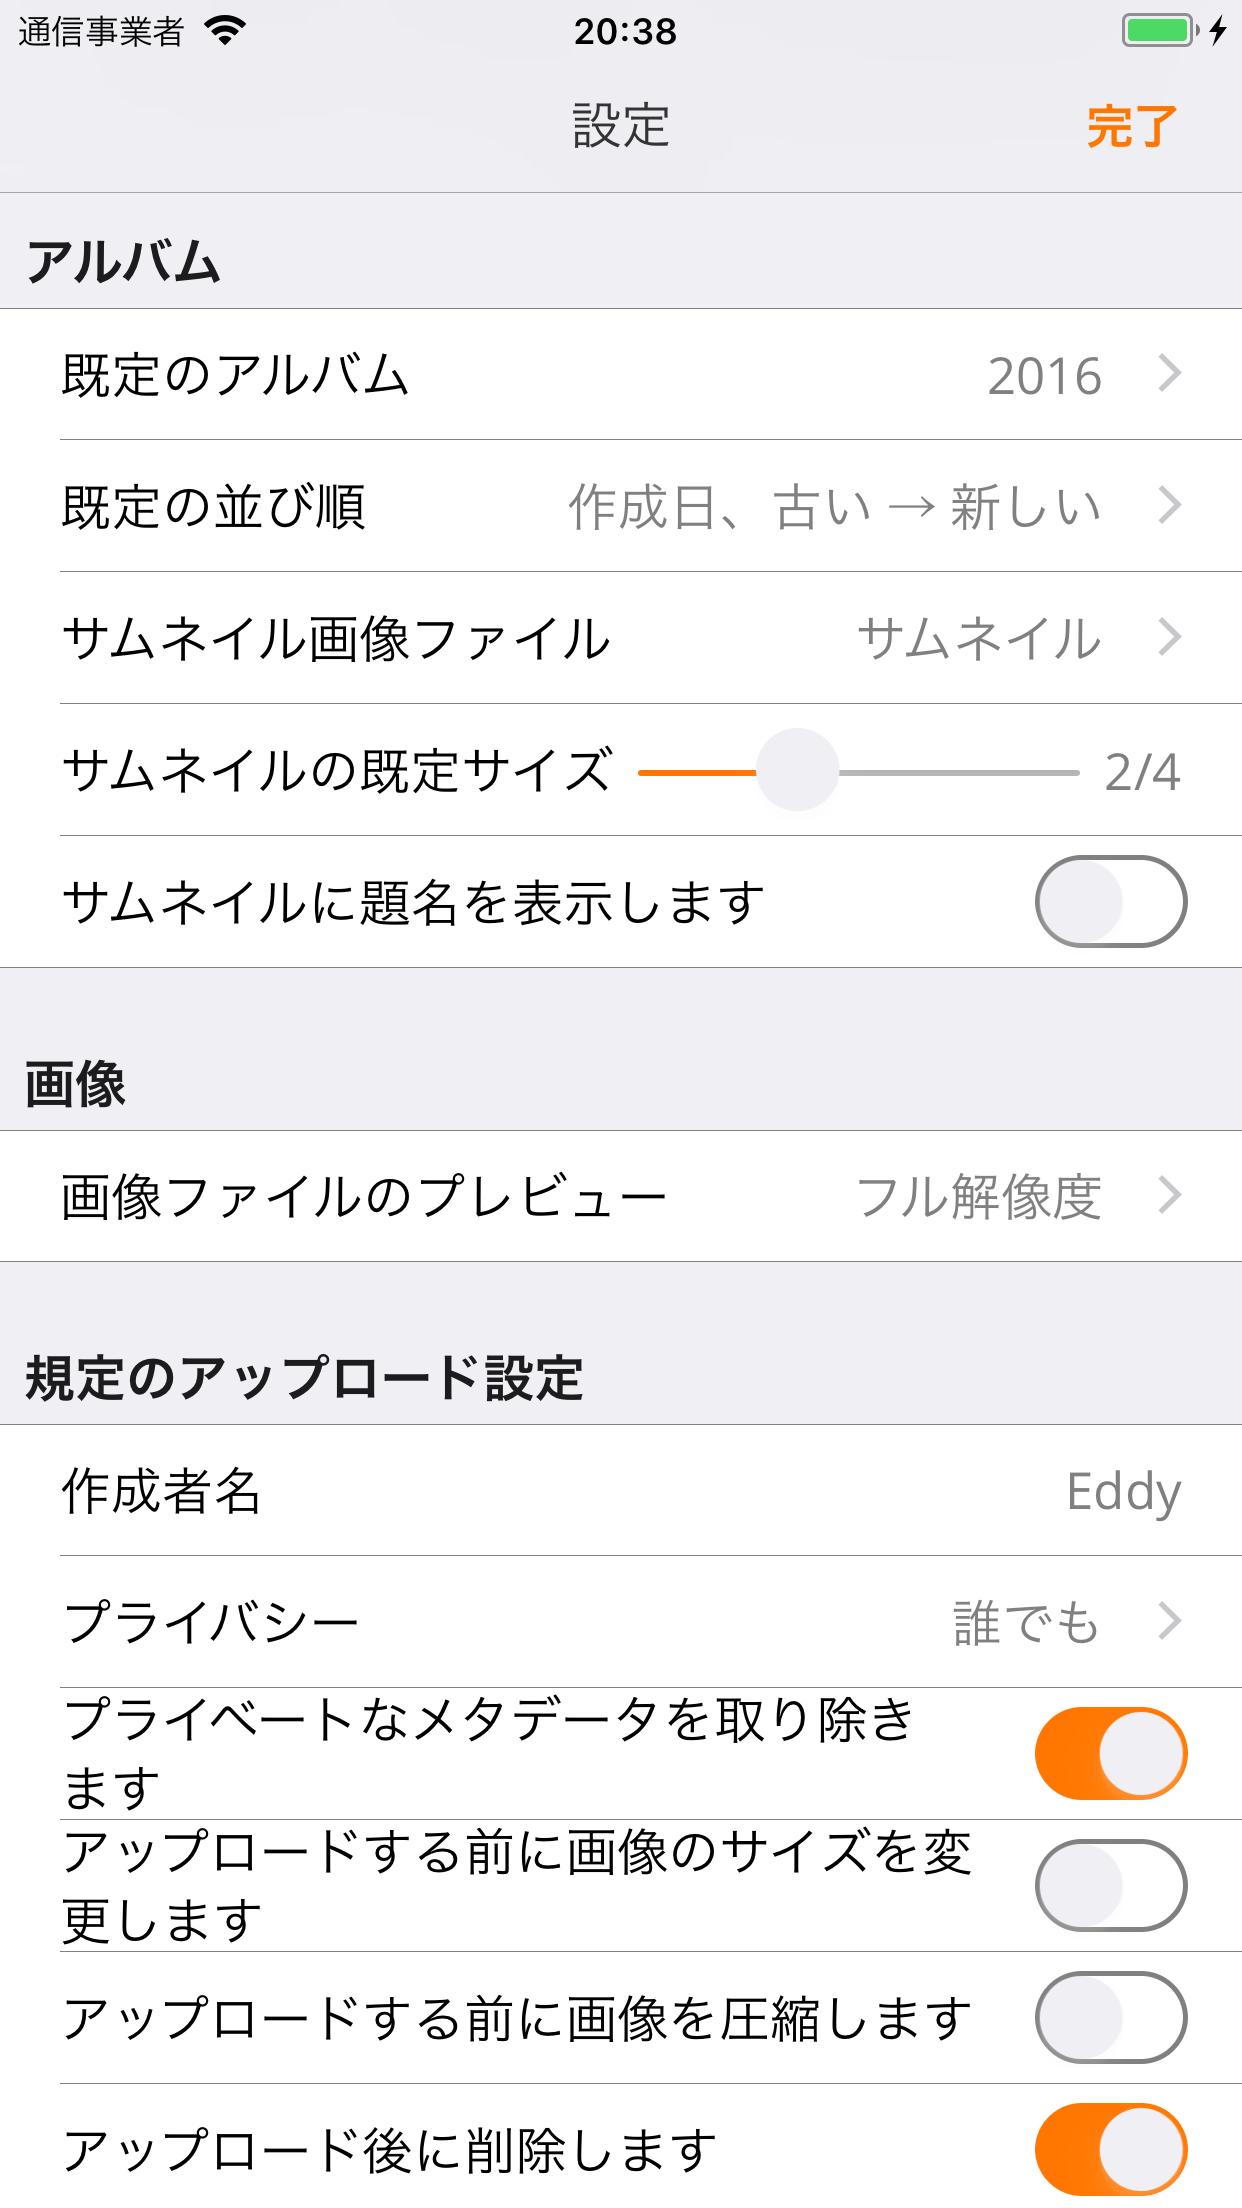 通信事業者 20:38
設定 完了
アルバム
既定のアルバム 2016
既定の並び順 作成日、古い → 新しい
サムネイル画像ファイル サムネイル
サムネイルの既定サイズ 2/4
サムネイルに題名を表示します
画像
画像ファイルのプレビュー フル解像度
規定のアップロード設定
作成者名 Eddy
プライバシー 誰でも
プライベートなメタデータを取り除き
ます
アップロードする前に画像のサイズを変
更します
アップロードする前に画像を圧縮します
アップロード後に削除します